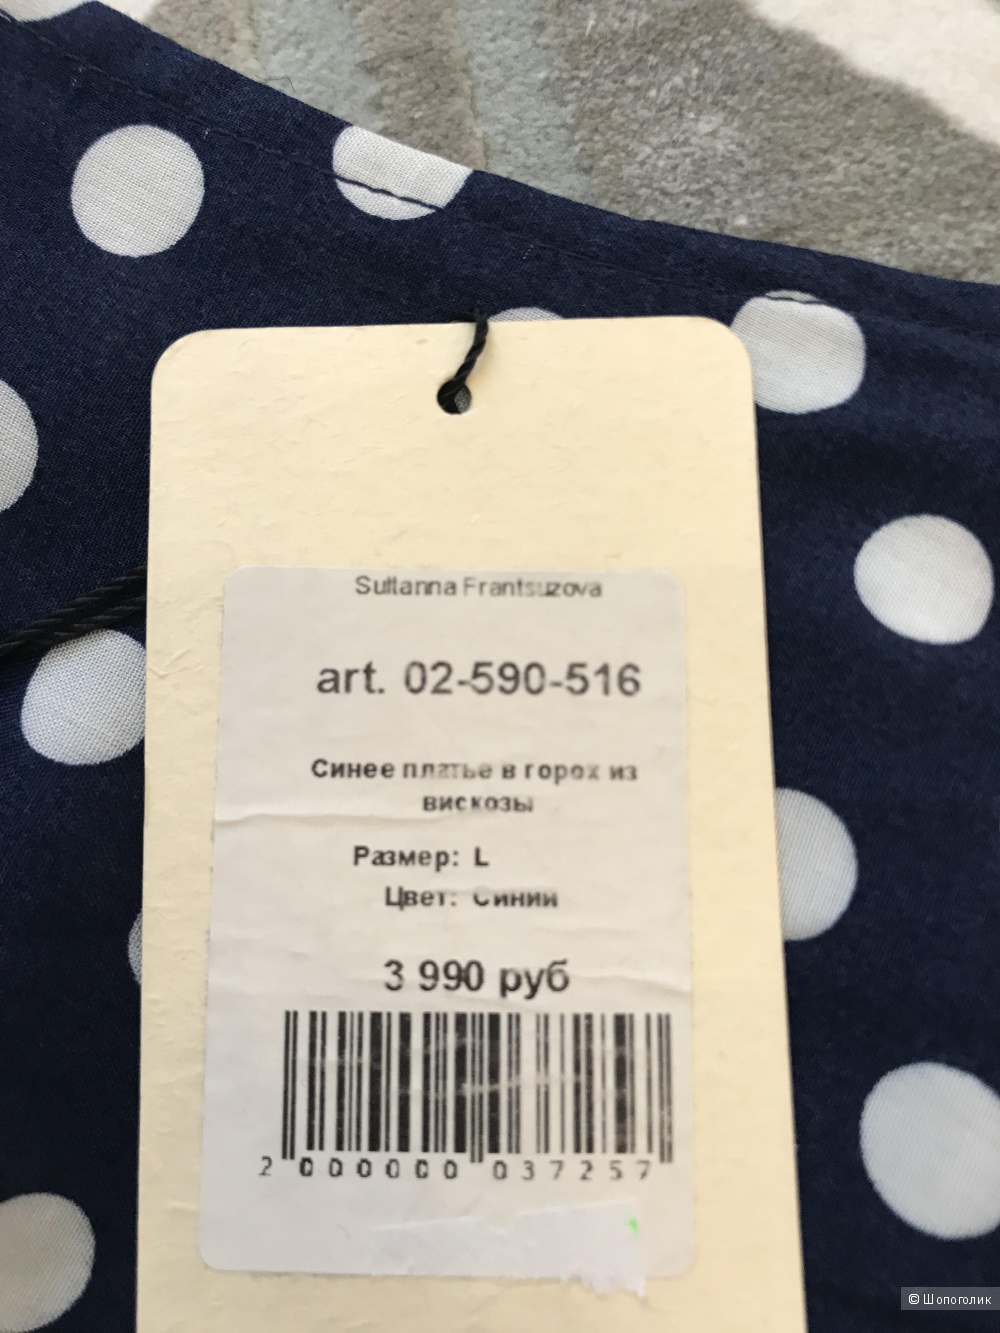 Sultanna Frantsuzova
art. 02-590-516
Синее платье в горох из
вискозы
Размер: L
Цвет: Синий
3 990 руб
2 000000 037257
© Шопоголик